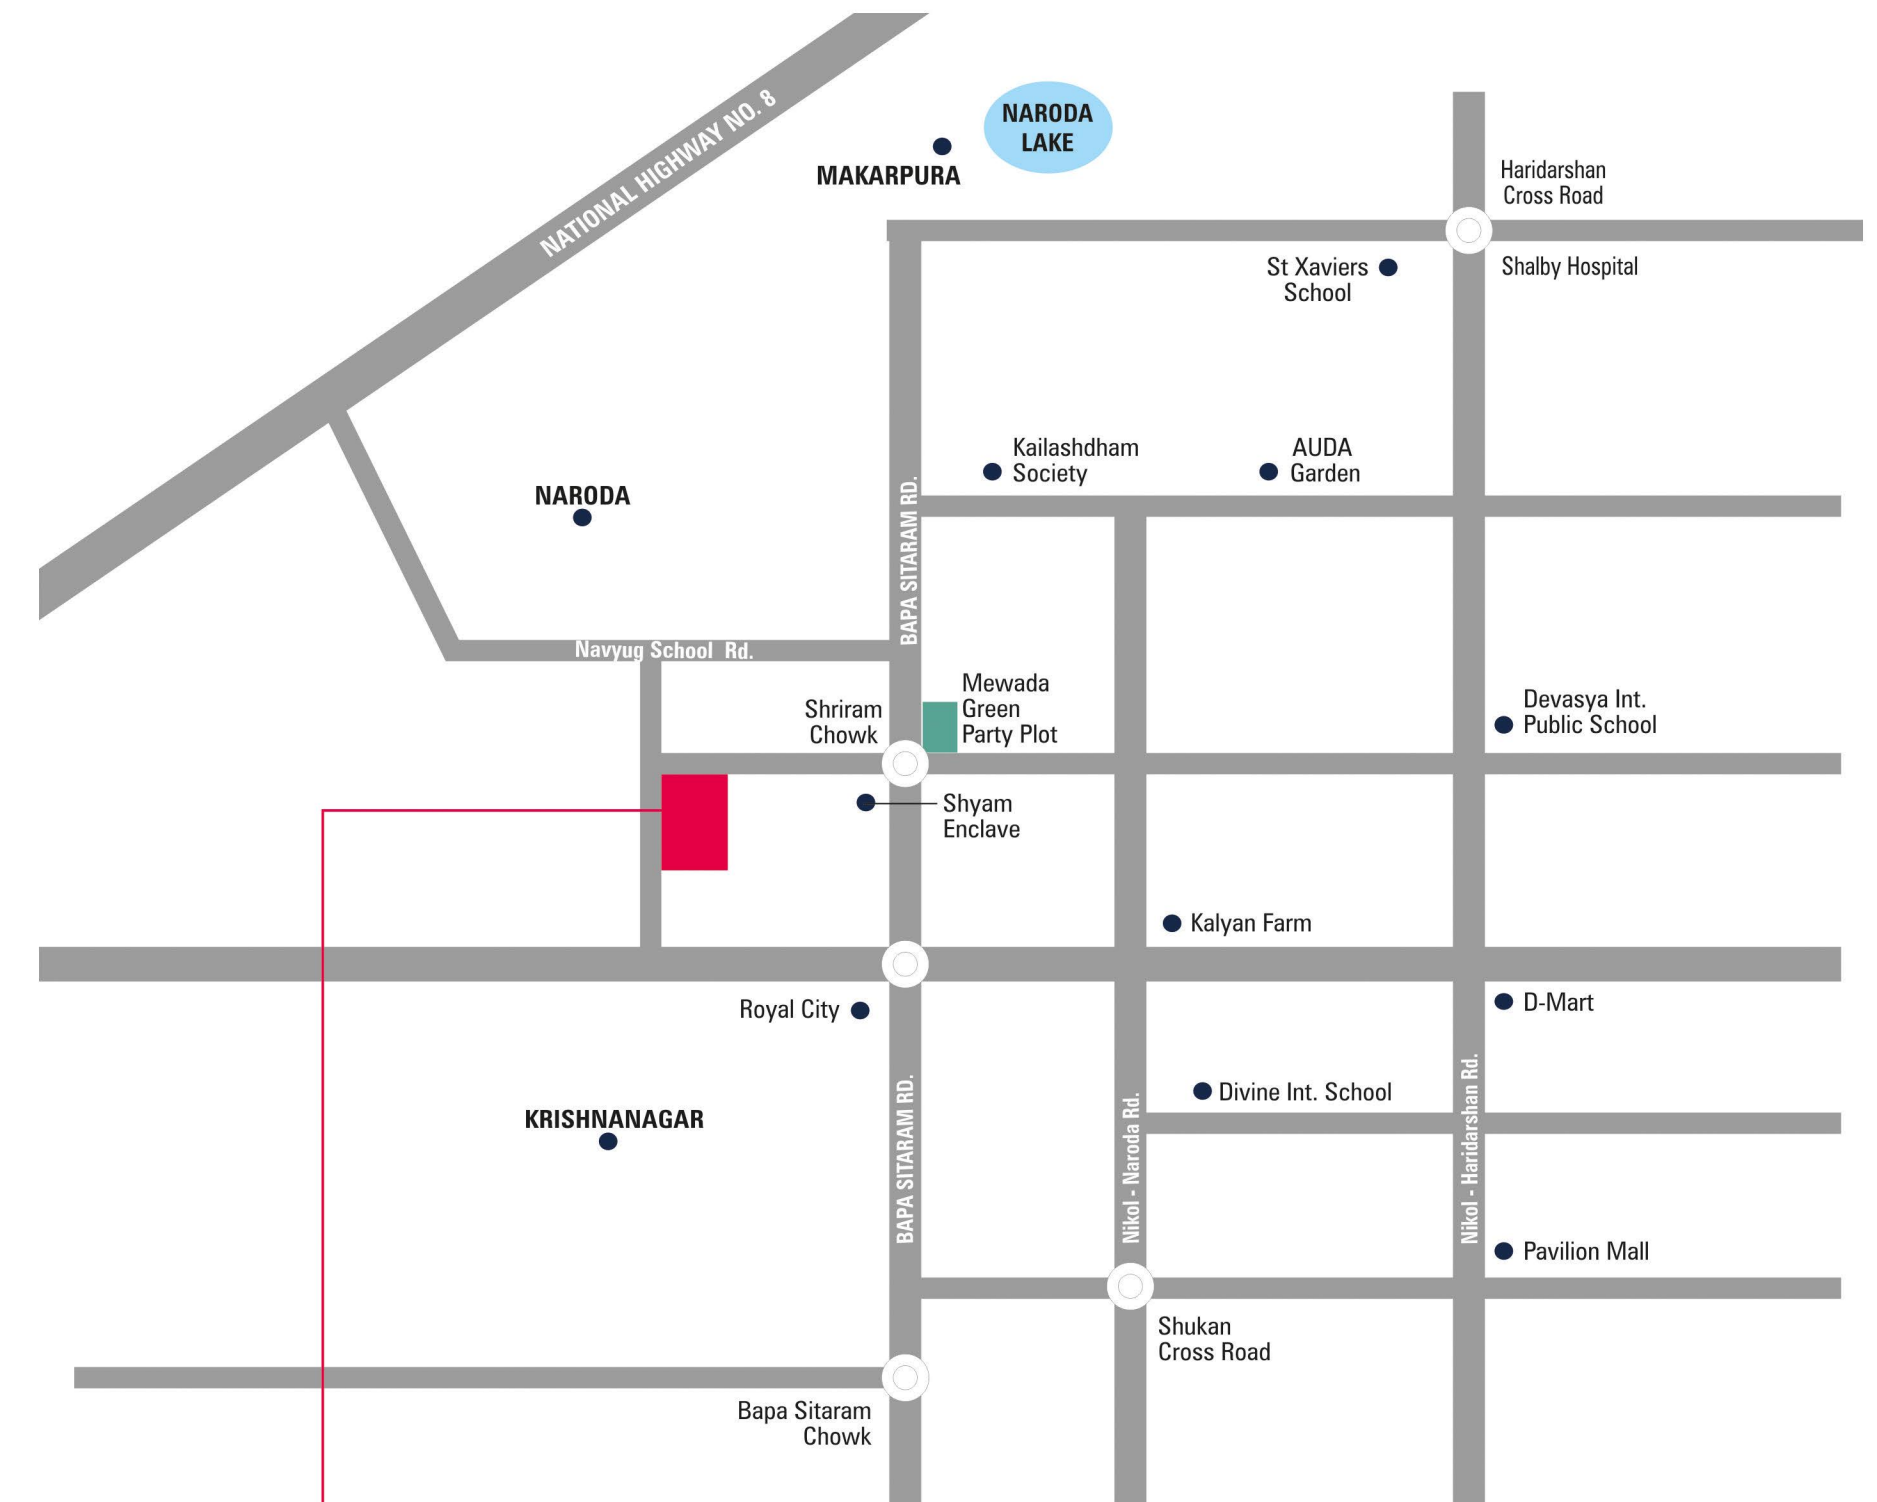 NATIONAL HIGHWAY NO. 8
NARODA
LAKE
MAKARPURA
Haridarshan
Cross Road
St Xaviers
School
Shalby Hospital
Kailashdham
Society
AUDA
Garden
NARODA
BAPA SITARAM RD.
Navyug School Rd.
Shriram
Chowk
Mewada
Green
Party Plot
Devasya Int.
Public School
Shyam
Enclave
Kalyan Farm
Royal City
D-Mart
Divine Int. School
KRISHNANAGAR
BAPA SITARAM RD.
Nikol - Naroda Rd.
Nikol - Haridarshan Rd.
Pavilion Mall
Shukan
Cross Road
Bapa Sitaram
Chowk